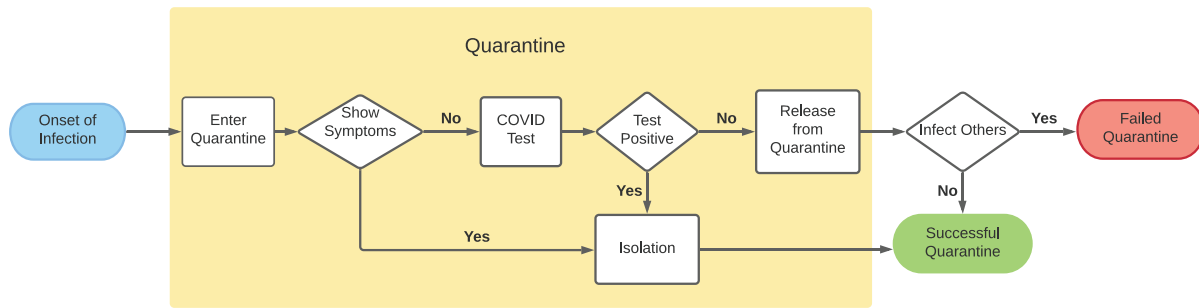 Quarantine
Onset of
Infection
Enter
Quarantine
Show
Symptoms
No
COVID
Test
Test
Positive
No
Release
from
Quarantine
Infect Others
Yes
Failed
Quarantine
Yes
No
Yes
Isolation
Successful
Quarantine